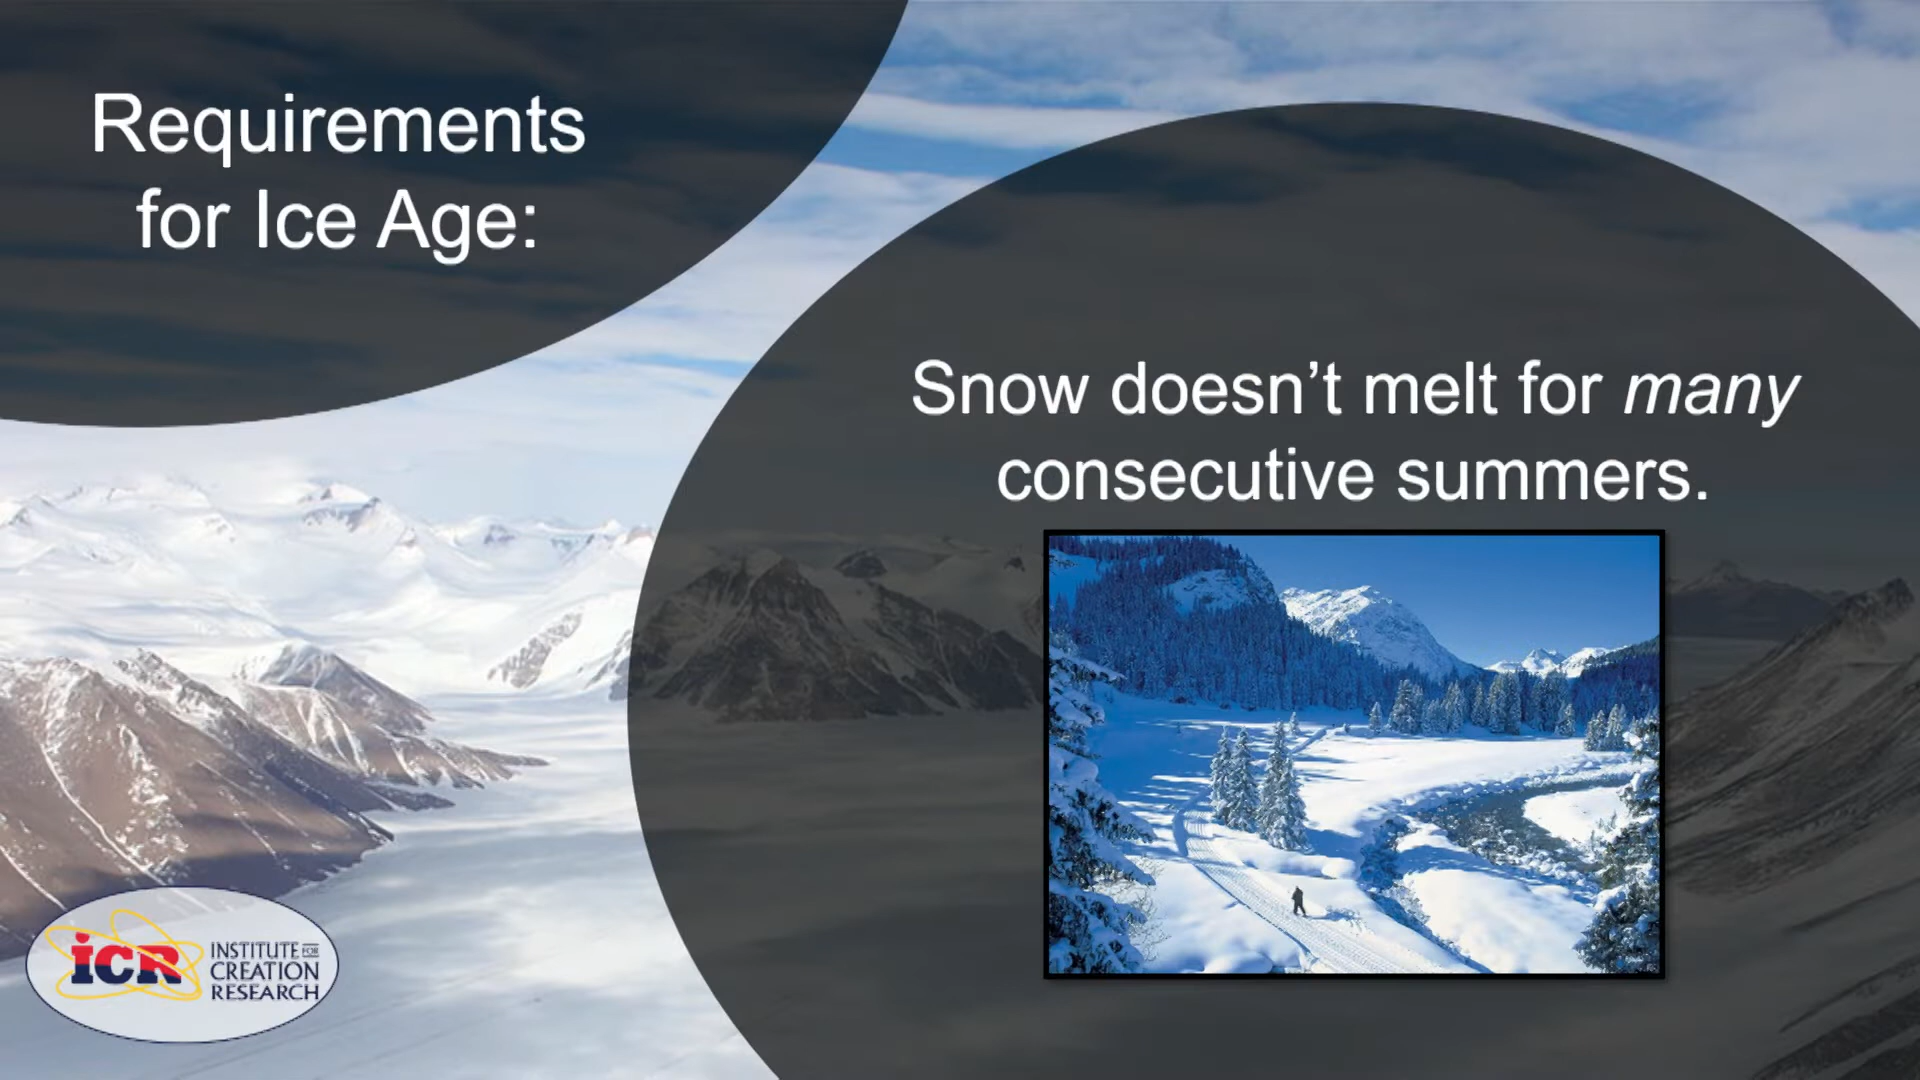 Requirements
for Ice Age:
Snow doesn't melt for many
consecutive summers.
ICR
INSTITUTE FOR
CREATION
RESEARCH